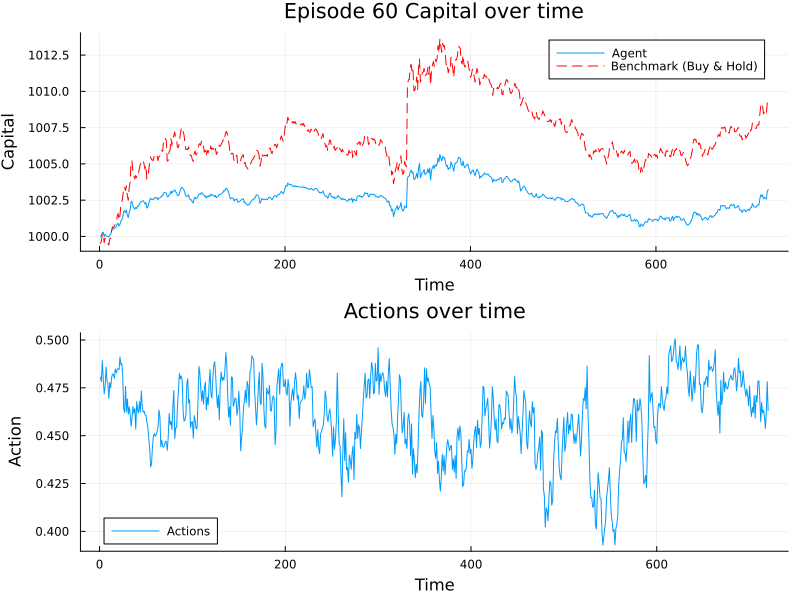 Episode 60 Capital over time
Agent
Benchmark (Buy & Hold)
Capital
1012.5
1010.0
1007.5
1005.0
1002.5
1000.0
0
200
400
600
Time
Actions over time
Action
0.500
0.475
0.450
0.425
0.400
Actions
0
200
400
600
Time